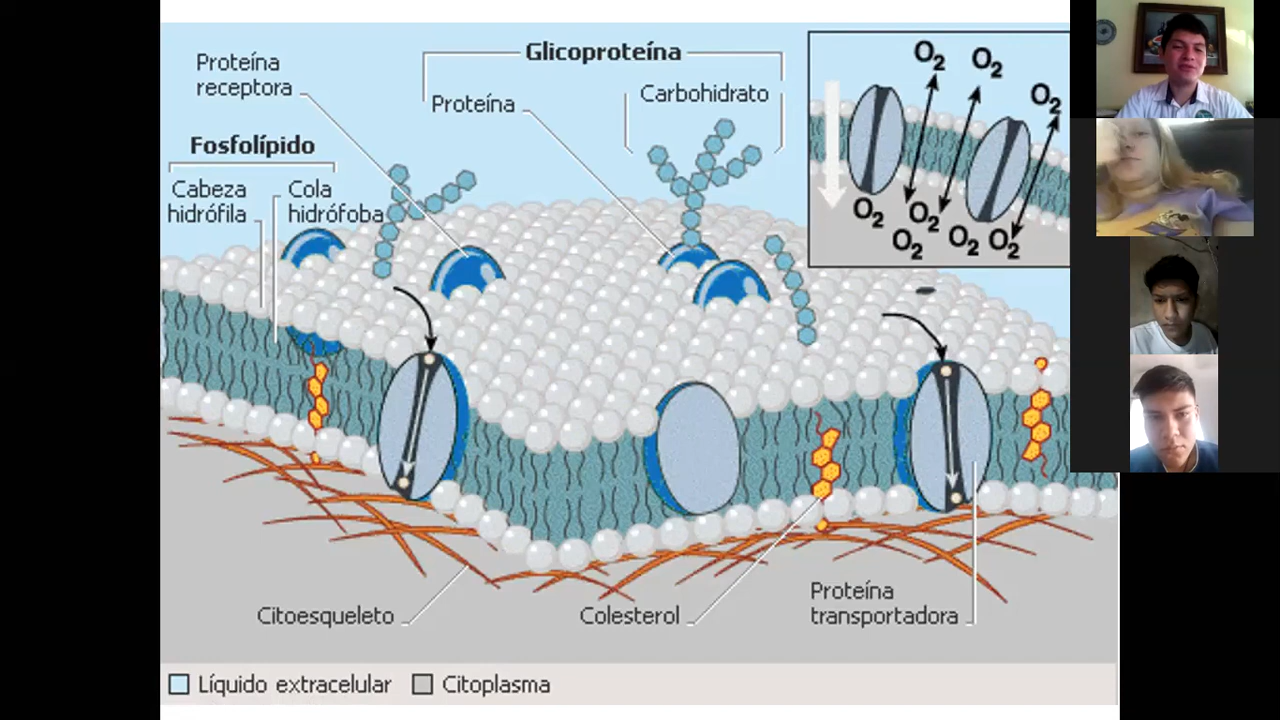 Proteína
receptora
Glicoproteína
Proteína
Carbohidrato
Fosfolípido
Cabeza
hidrófila
Cola
hidrófoba
O2
O2
O2
O2
O2
O2
O2
O2
Citoesqueleto
Colesterol
Proteína
transportadora
Líquido extracelular
Citoplasma